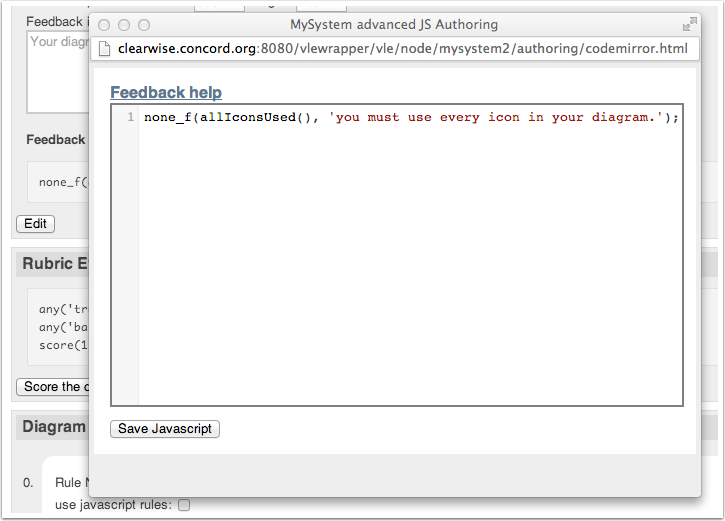 MySystem advanced JS Authoring
clearwise.concord.org:8080/vlewrapper/vle/node/mysystem2/authoring/codemirror.html
Feedback help
1 none_f(allIconsUsed(), 'you must use every icon in your diagram.');
Save Javascript
Feedback i
Your diagr
Feedback
none_f(
Edit
Rubric E
any('tr
any('ba
score(1
Score the d
Diagram
0. Rule N
use javascript rules: